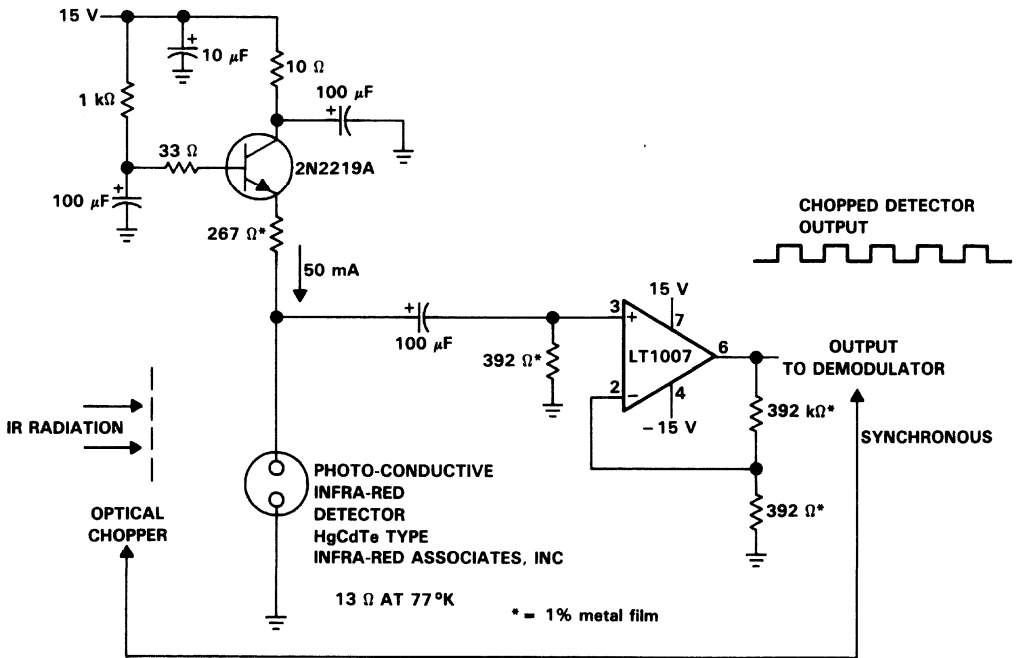 15 V
+
10 µF
10 Ω
1 kΩ
100 µF
+
33 Ω
2N2219A
+
100 µF
267 Ω*
50 mA
CHOPPED DETECTOR
OUTPUT
+
100 µF
392 Ω*
15 V
3
+
7
LT1007
6
2
–
4
–15 V
OUTPUT
TO DEMODULATOR
392 kΩ*
SYNCHRONOUS
392 Ω*
IR RADIATION
OPTICAL
CHOPPER
PHOTO-CONDUCTIVE
INFRA-RED
DETECTOR
HgCdTe TYPE
INFRA-RED ASSOCIATES, INC
13 Ω AT 77°K
* = 1% metal film